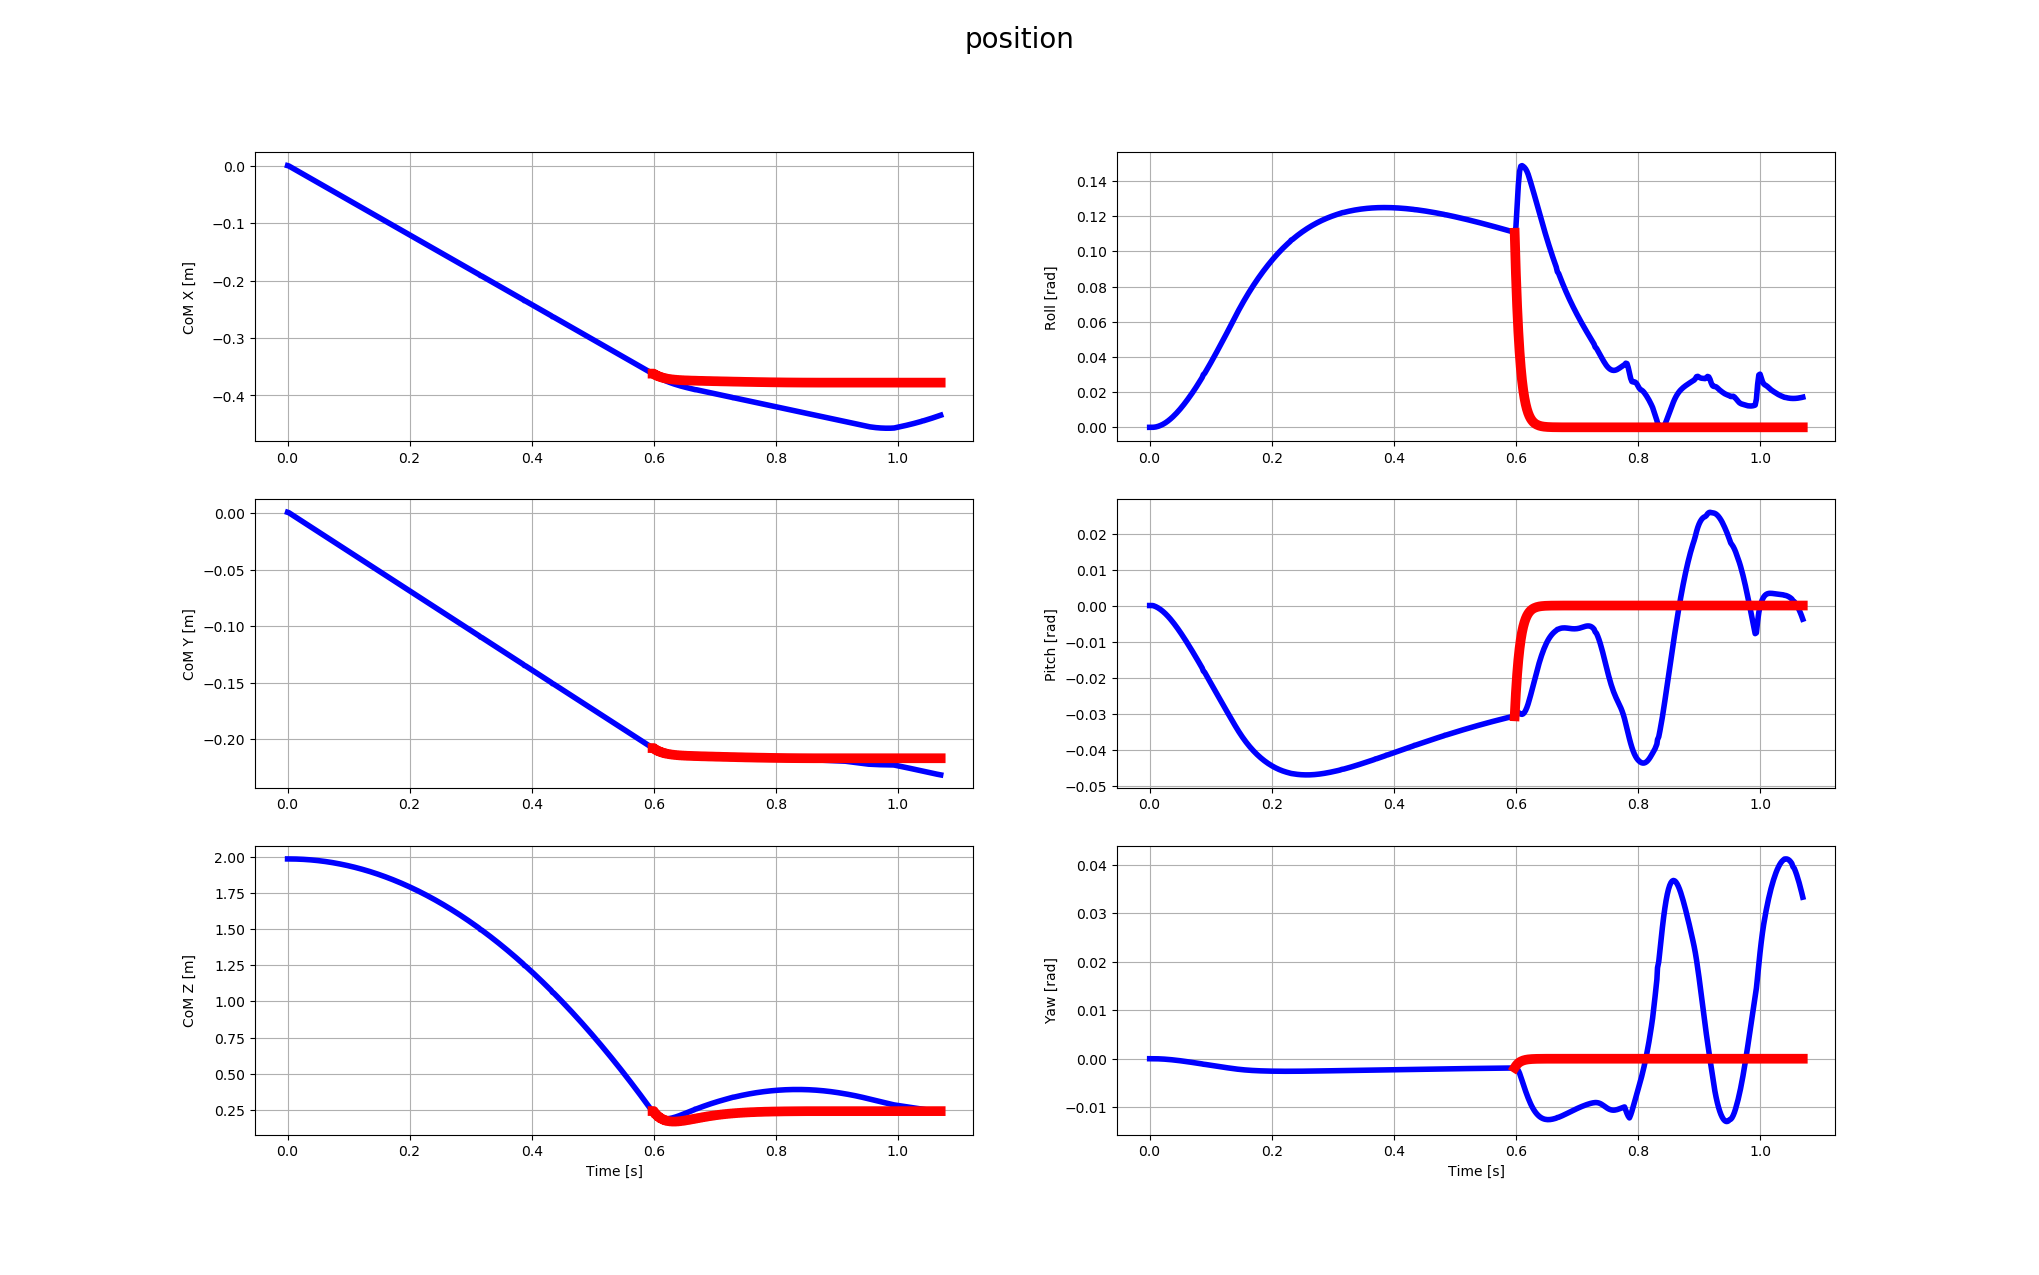 position
0.0
−0.1
−0.2
−0.3
−0.4
CoM X [m]
0.0 0.2 0.4 0.6 0.8 1.0
0.14
0.12
0.10
0.08
0.06
0.04
0.02
0.00
Roll [rad]
0.0 0.2 0.4 0.6 0.8 1.0
0.00
−0.05
−0.10
−0.15
−0.20
CoM Y [m]
0.0 0.2 0.4 0.6 0.8 1.0
0.02
0.01
0.00
−0.01
−0.02
−0.03
−0.04
−0.05
Pitch [rad]
0.0 0.2 0.4 0.6 0.8 1.0
2.00
1.75
1.50
1.25
1.00
0.75
0.50
0.25
CoM Z [m]
0.0 0.2 0.4 0.6 0.8 1.0
Time [s]
0.04
0.03
0.02
0.01
0.00
−0.01
Yaw [rad]
0.0 0.2 0.4 0.6 0.8 1.0
Time [s]